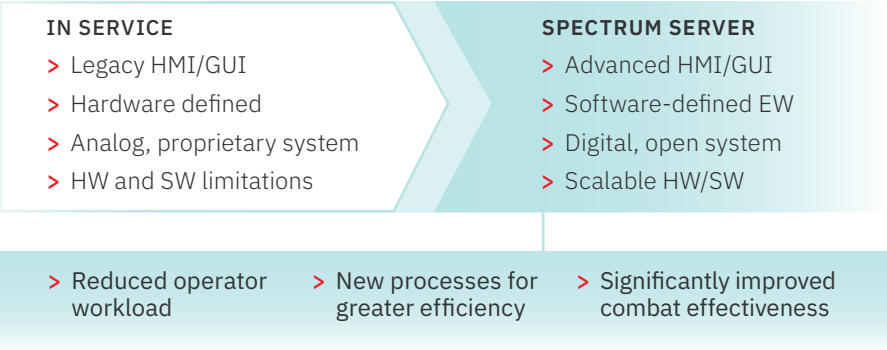 IN SERVICE
> Legacy HMI/GUI
> Hardware defined
> Analog, proprietary system
> HW and SW limitations
SPECTRUM SERVER
> Advanced HMI/GUI
> Software-defined EW
> Digital, open system
> Scalable HW/SW
> Reduced operator
workload
> New processes for
greater efficiency
> Significantly improved
combat effectiveness